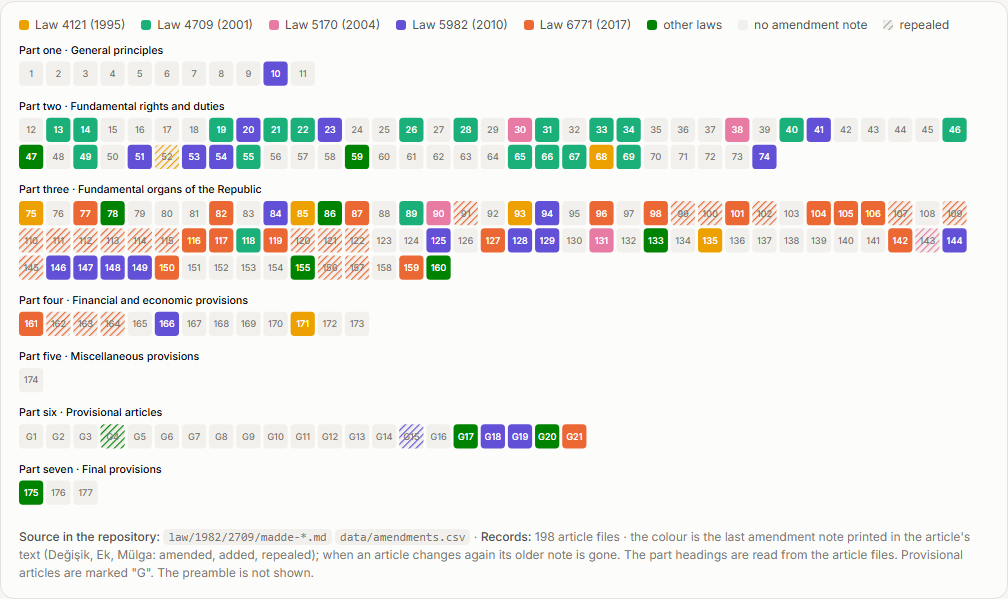 Law 4121 (1995) Law 4709 (2001) Law 5170 (2004) Law 5982 (2010) Law 6771 (2017) other laws no amendment note repealed
Part one · General principles
1 2 3 4 5 6 7 8 9 10 11
Part two · Fundamental rights and duties
12 13 14 15 16 17 18 19 20 21 22 23 24 25 26 27 28 29 30 31 32 33 34 35 36 37 38 39 40 41 42 43 44 45 46
47 48 49 50 51 52 53 54 55 56 57 58 59 60 61 62 63 64 65 66 67 68 69 70 71 72 73 74
Part three · Fundamental organs of the Republic
75 76 77 78 79 80 81 82 83 84 85 86 87 88 89 90 91 92 93 94 95 96 97 98 99 100 101 102 103 104 105 106 107 108 109
110 111 112 113 114 115 116 117 118 119 120 121 122 123 124 125 126 127 128 129 130 131 132 133 134 135 136 137 138 139 140 141 142 143 144
145 146 147 148 149 150 151 152 153 154 155 156 157 158 159 160
Part four · Financial and economic provisions
161 162 163 164 165 166 167 168 169 170 171 172 173
Part five · Miscellaneous provisions
174
Part six · Provisional articles
G1 G2 G3 G4 G5 G6 G7 G8 G9 G10 G11 G12 G13 G14 G15 G16 G17 G18 G19 G20 G21
Part seven · Final provisions
175 176 177
Source in the repository: law/1982/2709/madde-*.md data/amendments.csv · Records: 198 article files · the colour is the last amendment note printed in the article's
text (Değişik, Ek, Mülga: amended, added, repealed); when an article changes again its older note is gone. The part headings are read from the article files. Provisional
articles are marked "G". The preamble is not shown.